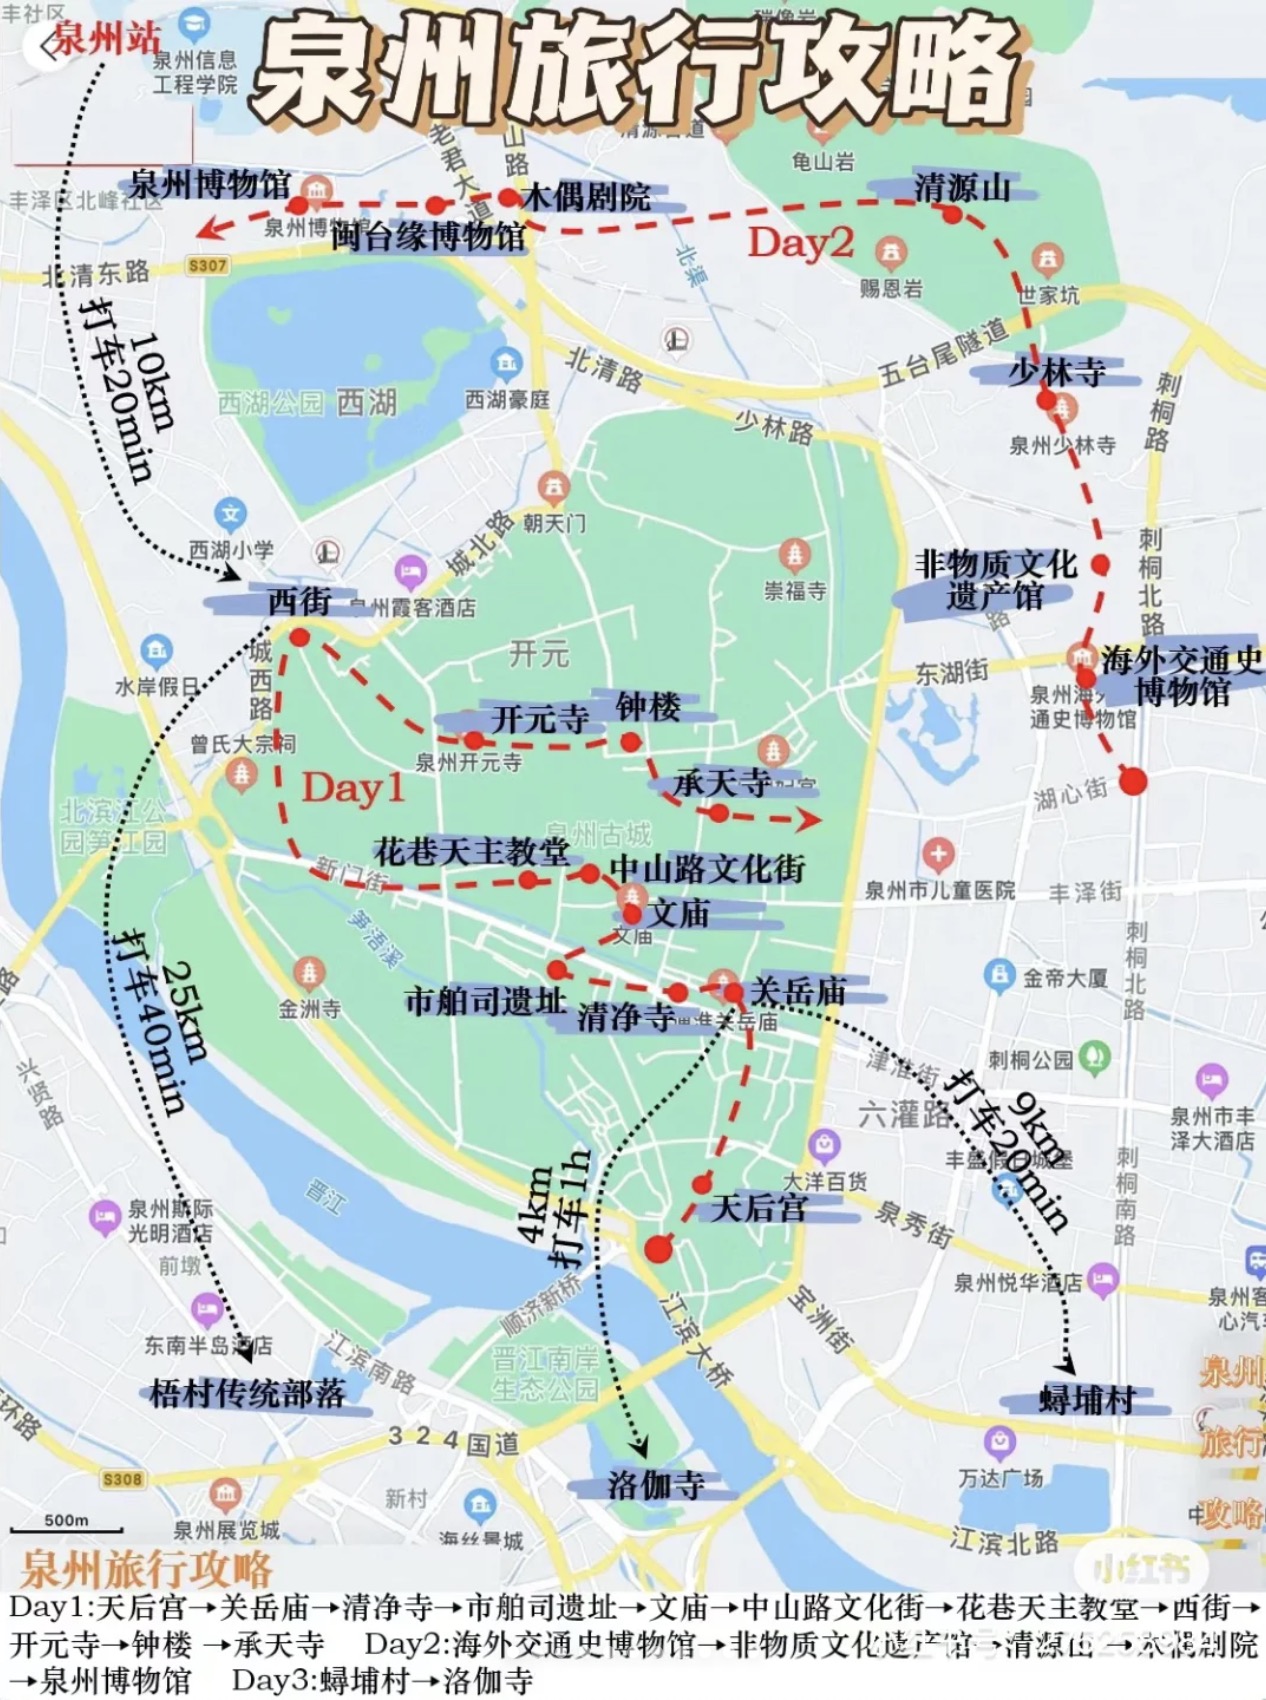 泉州旅行攻略
丰社区
泉州站
泉州信息
工程学院
清源古道
龟山岩
丰泽区北峰社区
泉州博物馆
老君大道
山路
木偶剧院
清源山
闽台缘博物馆
Day2
北渠
赐恩岩
世家坑
北清东路
S307
10km
打车20min
西湖公园
西湖
西湖豪庭
北清路
五台尾隧道
少林寺
泉州少林寺
少林路
刺桐路
朝天门
西湖小学
城北路
崇福寺
非物质文化
遗产馆
刺桐北路
西街
泉州霞客酒店
开元
城西路
水岸假日
东湖街
海外交通史
博物馆
泉州海外
通史博物馆
开元寺
钟楼
泉州开元寺
曾氏大宗祠
Day1
承天寺
湖心街
北滨江公
园笋江园
泉州古城
花巷天主教堂
中山路文化街
新门街
泉州市儿童医院
丰泽街
文庙
文庙
笋浯溪
刺桐北路
25km
打车40min
金洲寺
市舶司遗址
清净寺
关岳庙
金帝大厦
刺桐公园
津淮街
六灌路
9km
打车20min
兴贤路
泉州市丰
泽大酒店
丰盛假日城堡
大洋百货
4km
打车1h
天后宫
刺桐南路
晋江
泉州斯际
光明酒店
前墩
泉秀街
泉州悦华酒店
泉州客
顺济新桥
东南半岛酒店
江滨南路
江滨大桥
宝洲街
晋江南岸
生态公园
梧村传统部落
蟳埔村
324国道
洛伽寺
万达广场
S308
新村
泉州展览城
海丝景城
江滨北路
500m
泉州
旅行
攻略
小红书
泉州旅行攻略
Day1:天后宫→关岳庙→清净寺→市舶司遗址→文庙→中山路文化街→花巷天主教堂→西街→
开元寺→钟楼 →承天寺 Day2:海外交通史博物馆→非物质文化遗产馆→清源山→木偶剧院
→泉州博物馆 Day3:蟳埔村→洛伽寺